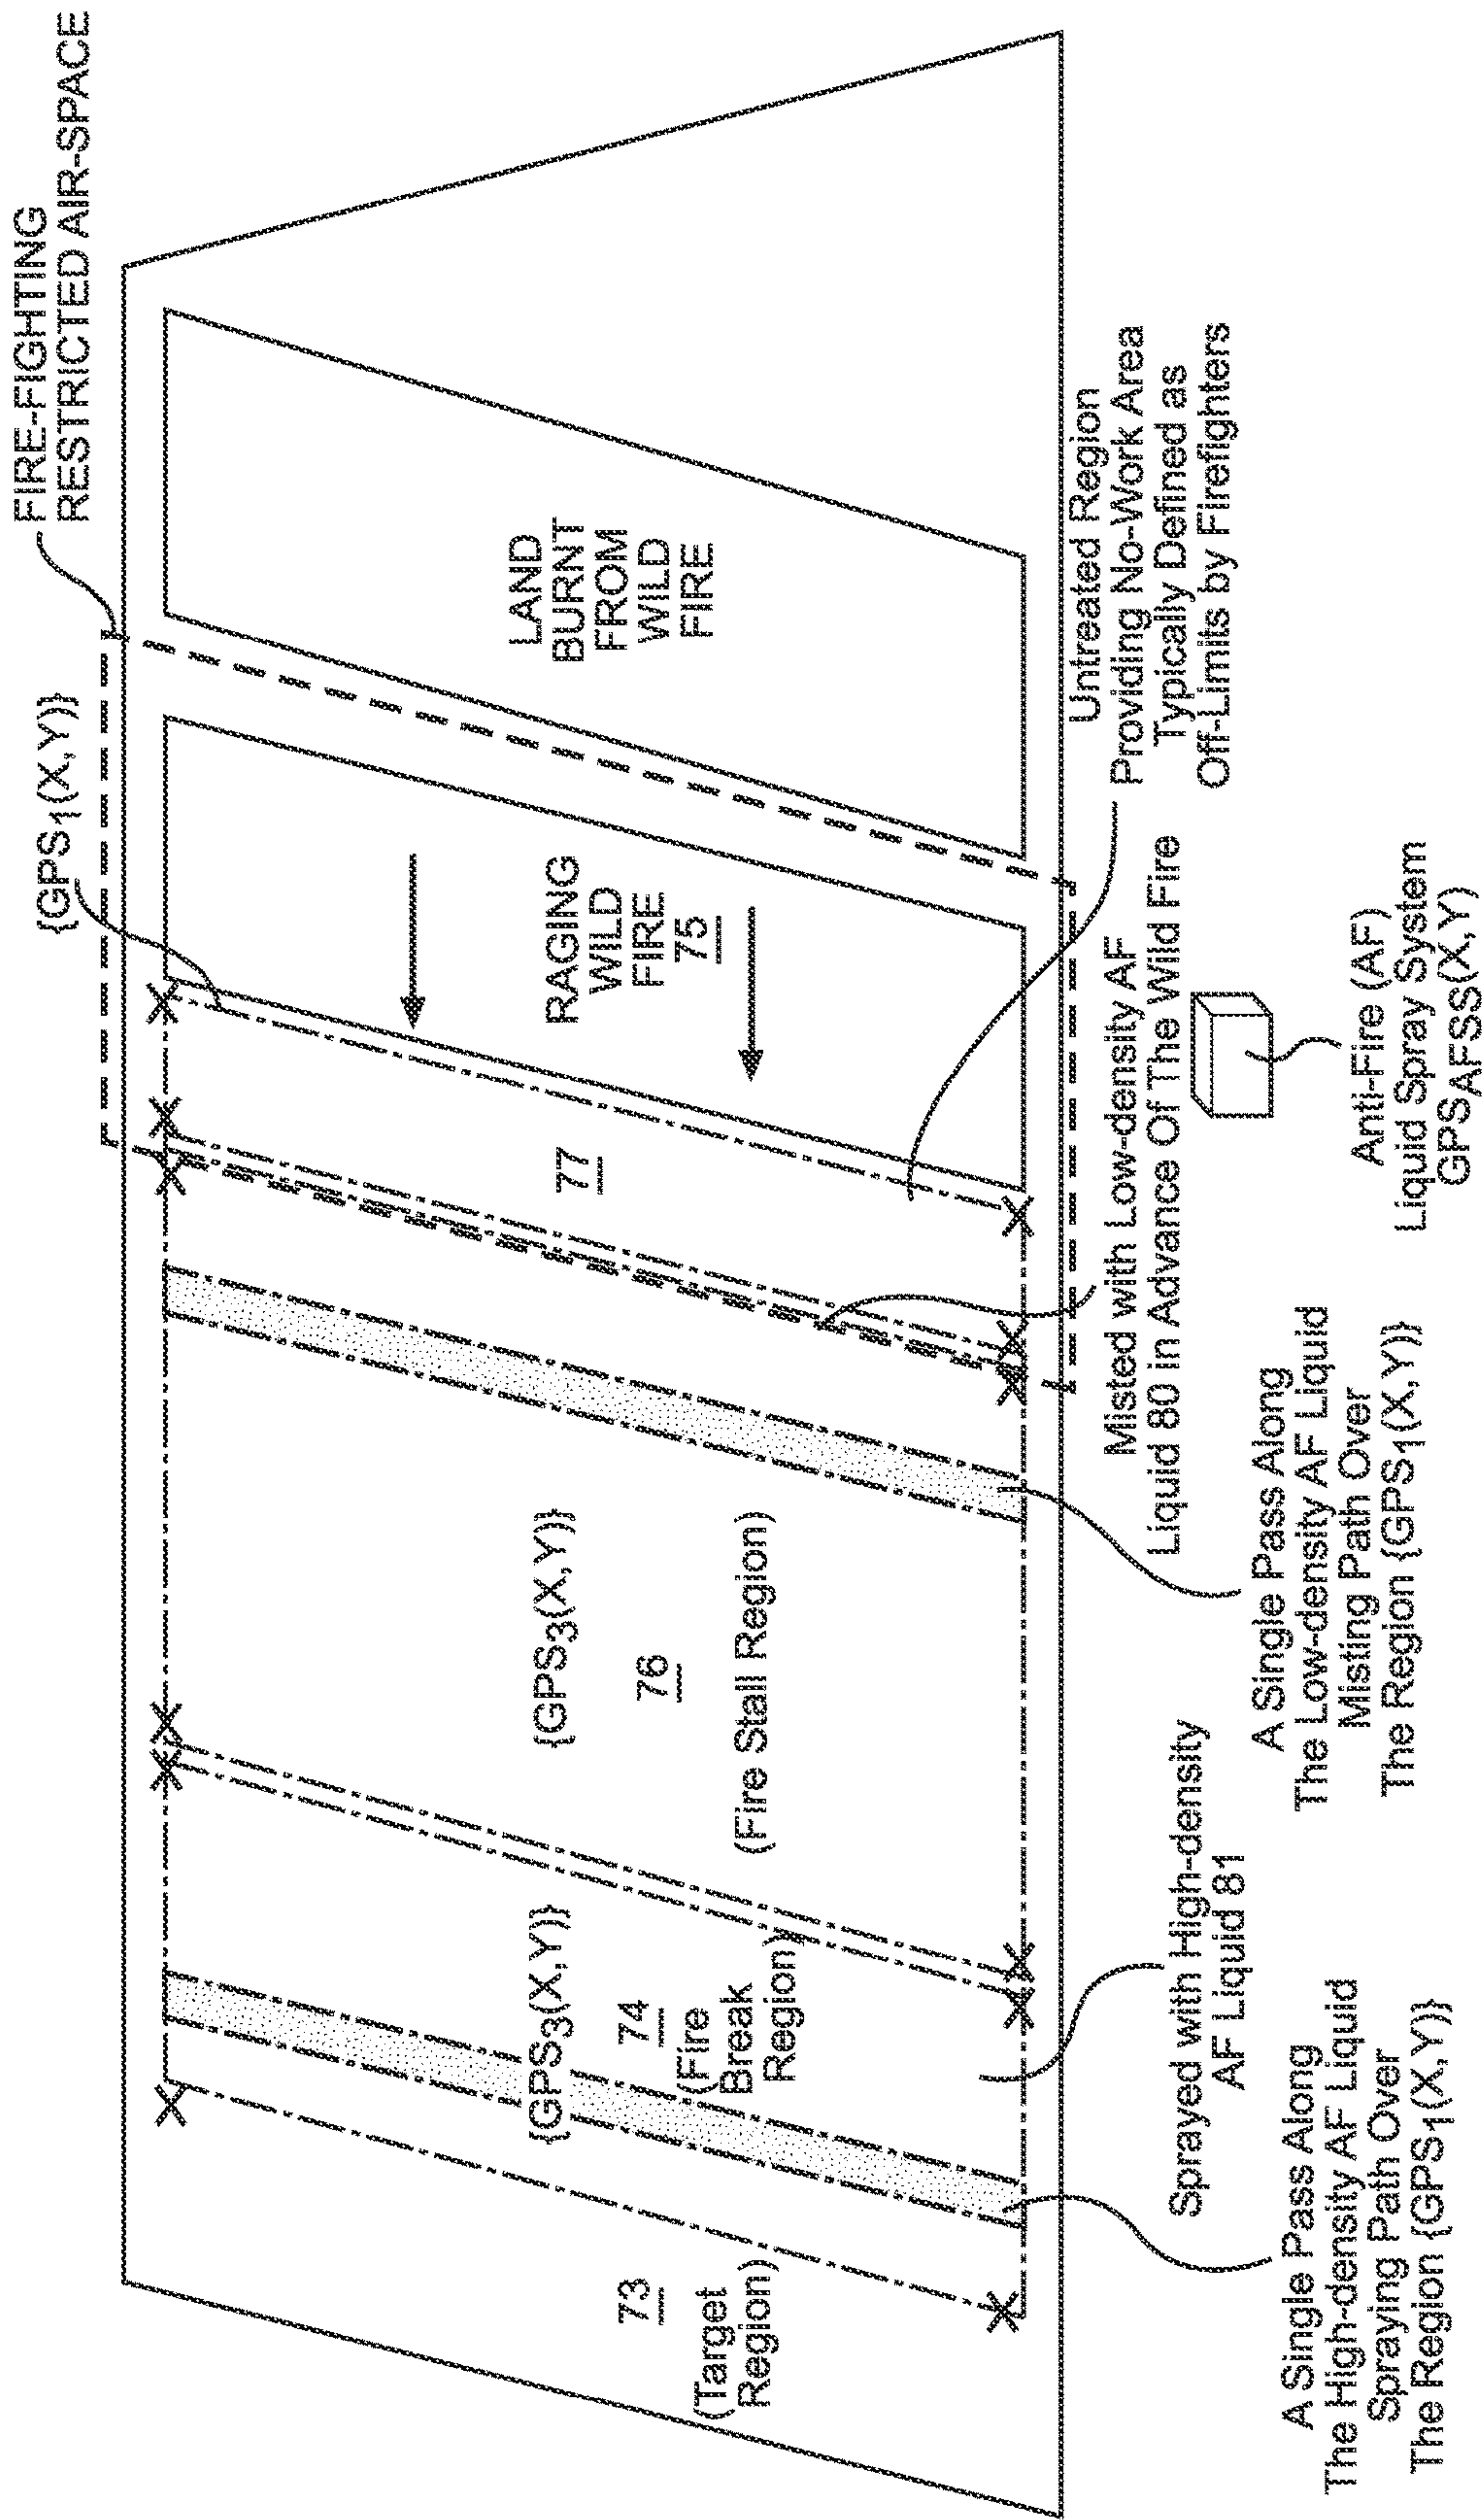 FIRE-FIGHTING
RESTRICTED AIR-SPACE
{GPS1(X,Y)}
LAND
BURNT
FROM
WILD
FIRE
RAGING
WILD
FIRE
75
77
{GPS3(X,Y)}
76
(Fire Stall Region)
{GPS3(X,Y)}
74
(Fire
Break
Region)
73
(Target
Region)
Untreated Region
Providing No-Work Area
Typically Defined as
Off-Limits by Firefighters
Misted with Low-density AF
Liquid 80 in Advance Of The Wild Fire
Anti-Fire (AF)
Liquid Spray System
GPSAFSS(X,Y)
A Single Pass Along
The Low-density AF Liquid
Misting Path Over
The Region {GPS1(X,Y)}
Sprayed with High-density
AF Liquid 81
A Single Pass Along
The High-density AF Liquid
Spraying Path Over
The Region {GPS1(X,Y)}